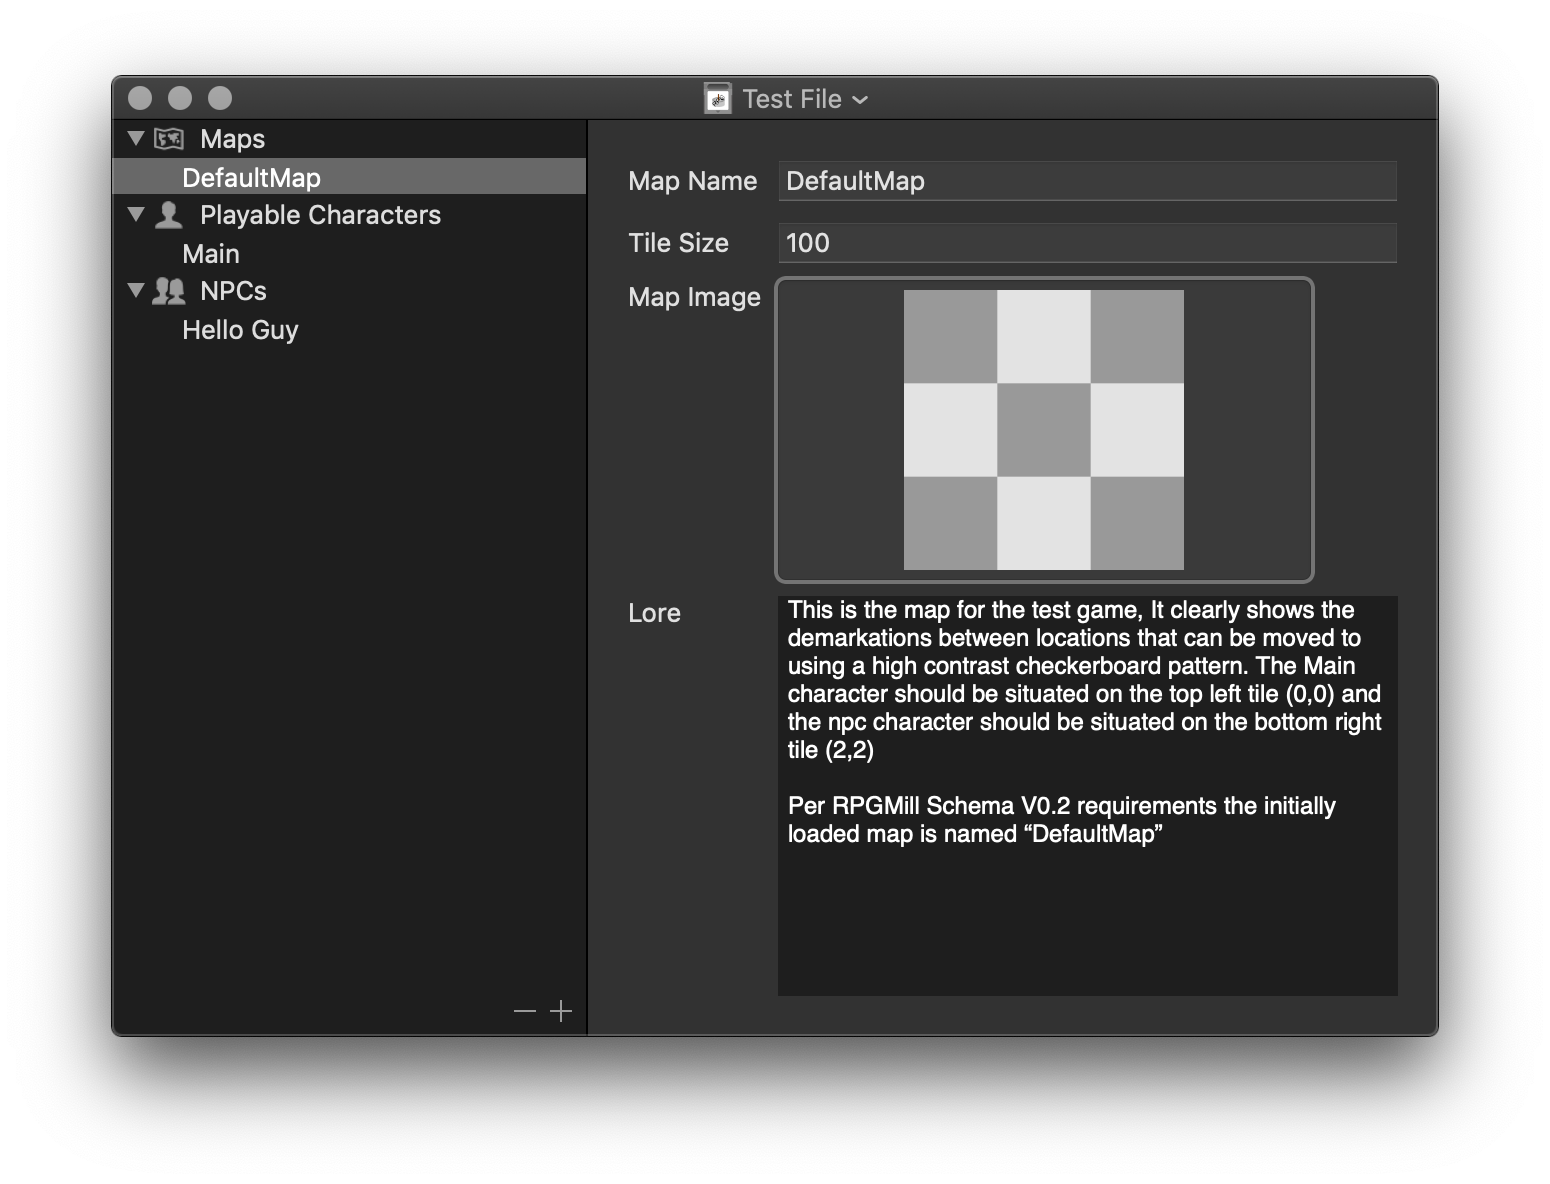 Test File
Maps
DefaultMap
Playable Characters
Main
NPCs
Hello Guy
Map Name
DefaultMap
Tile Size
100
Map Image
Lore
This is the map for the test game, It clearly shows the
demarkations between locations that can be moved to
using a high contrast checkerboard pattern. The Main
character should be situated on the top left tile (0,0) and
the npc character should be situated on the bottom right
tile (2,2)
Per RPGMill Schema V0.2 requirements the initially
loaded map is named “DefaultMap”